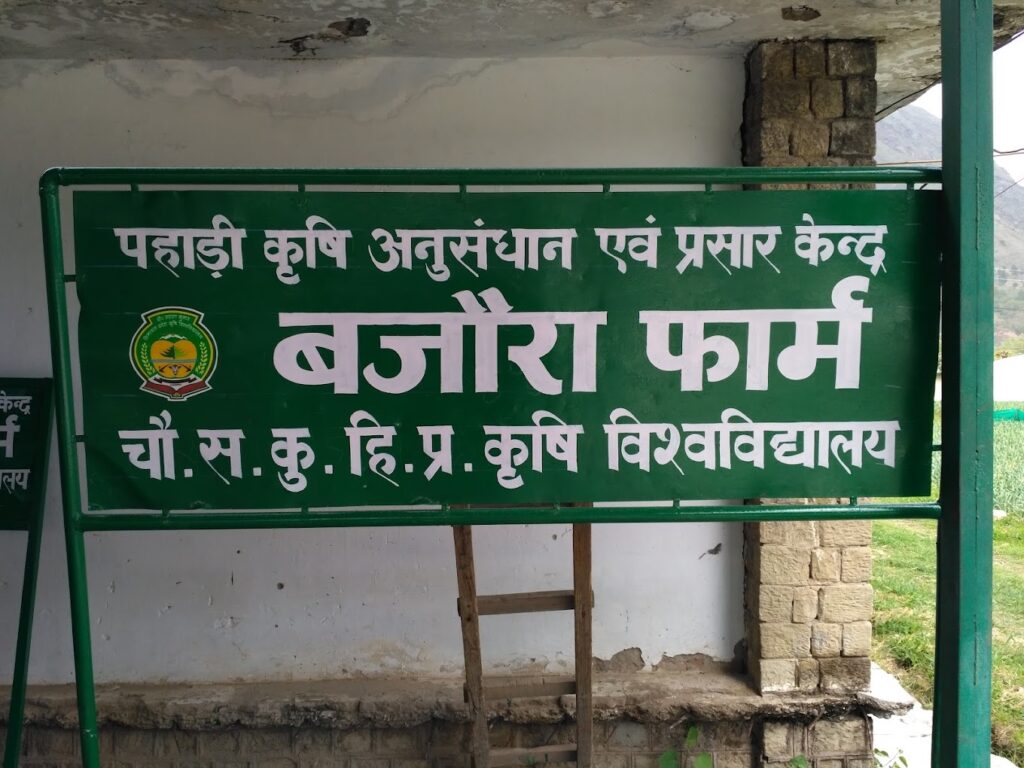 पहाड़ी कृषि अनुसंधान एवं प्रसार केन्द्र
बजौरा फार्म
चौ.स.कु.हि.प्र.कृषि विश्वविद्यालय
केन्द्र